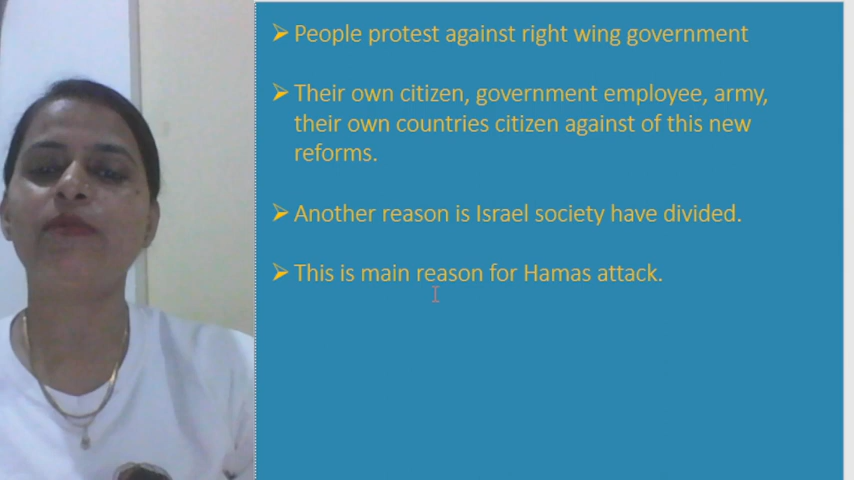 ➢ People protest against right wing government
➢ Their own citizen, government employee, army,
their own countries citizen against of this new
reforms.
➢ Another reason is Israel society have divided.
➢ This is main reason for Hamas attack.